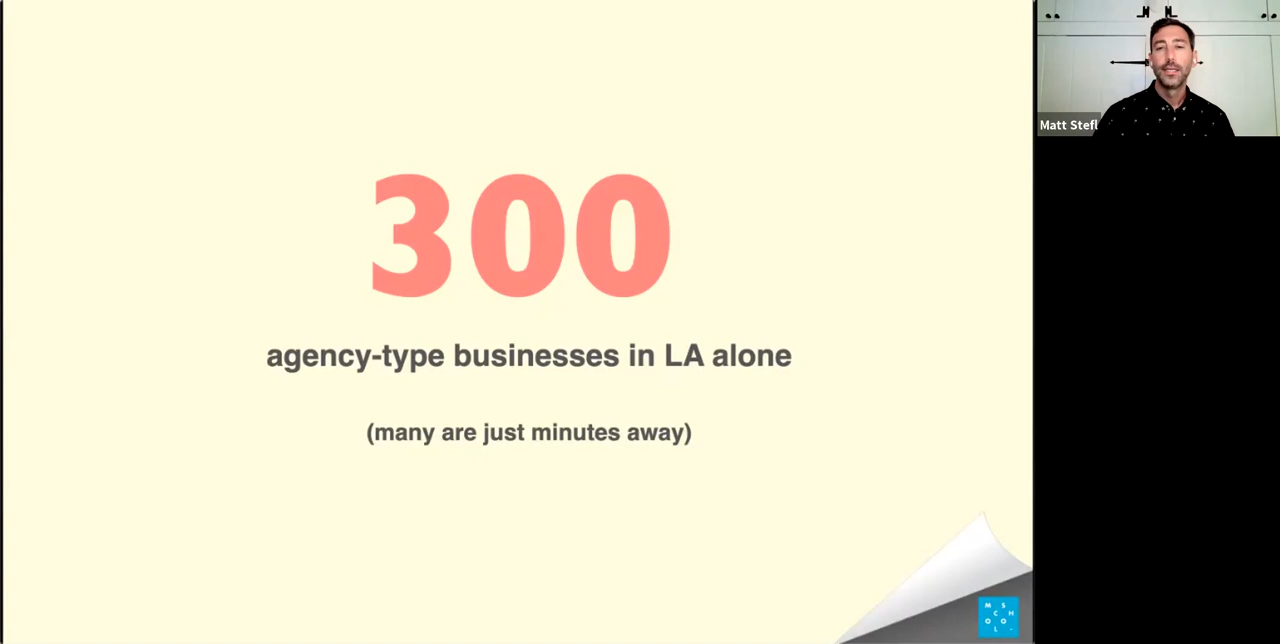 300
agency-type businesses in LA alone
(many are just minutes away)
Matt Stefl
M S
C H
O O
L -